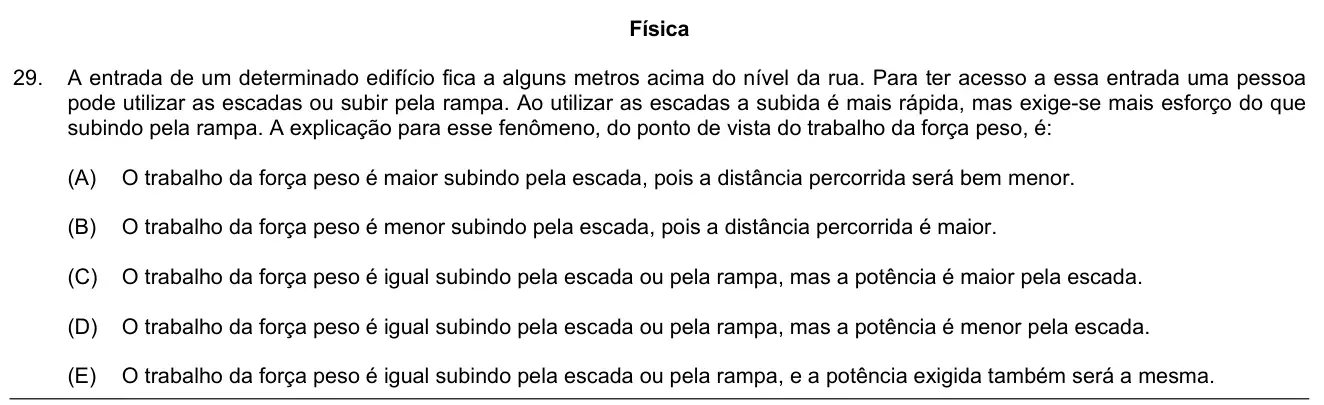 Física
29. A entrada de um determinado edifício fica a alguns metros acima do nível da rua. Para ter acesso a essa entrada uma pessoa
pode utilizar as escadas ou subir pela rampa. Ao utilizar as escadas a subida é mais rápida, mas exige-se mais esforço do que
subindo pela rampa. A explicação para esse fenômeno, do ponto de vista do trabalho da força peso, é:
(A) O trabalho da força peso é maior subindo pela escada, pois a distância percorrida será bem menor.
(B) O trabalho da força peso é menor subindo pela escada, pois a distância percorrida é maior.
(C) O trabalho da força peso é igual subindo pela escada ou pela rampa, mas a potência é maior pela escada.
(D) O trabalho da força peso é igual subindo pela escada ou pela rampa, mas a potência é menor pela escada.
(E) O trabalho da força peso é igual subindo pela escada ou pela rampa, e a potência exigida também será a mesma.